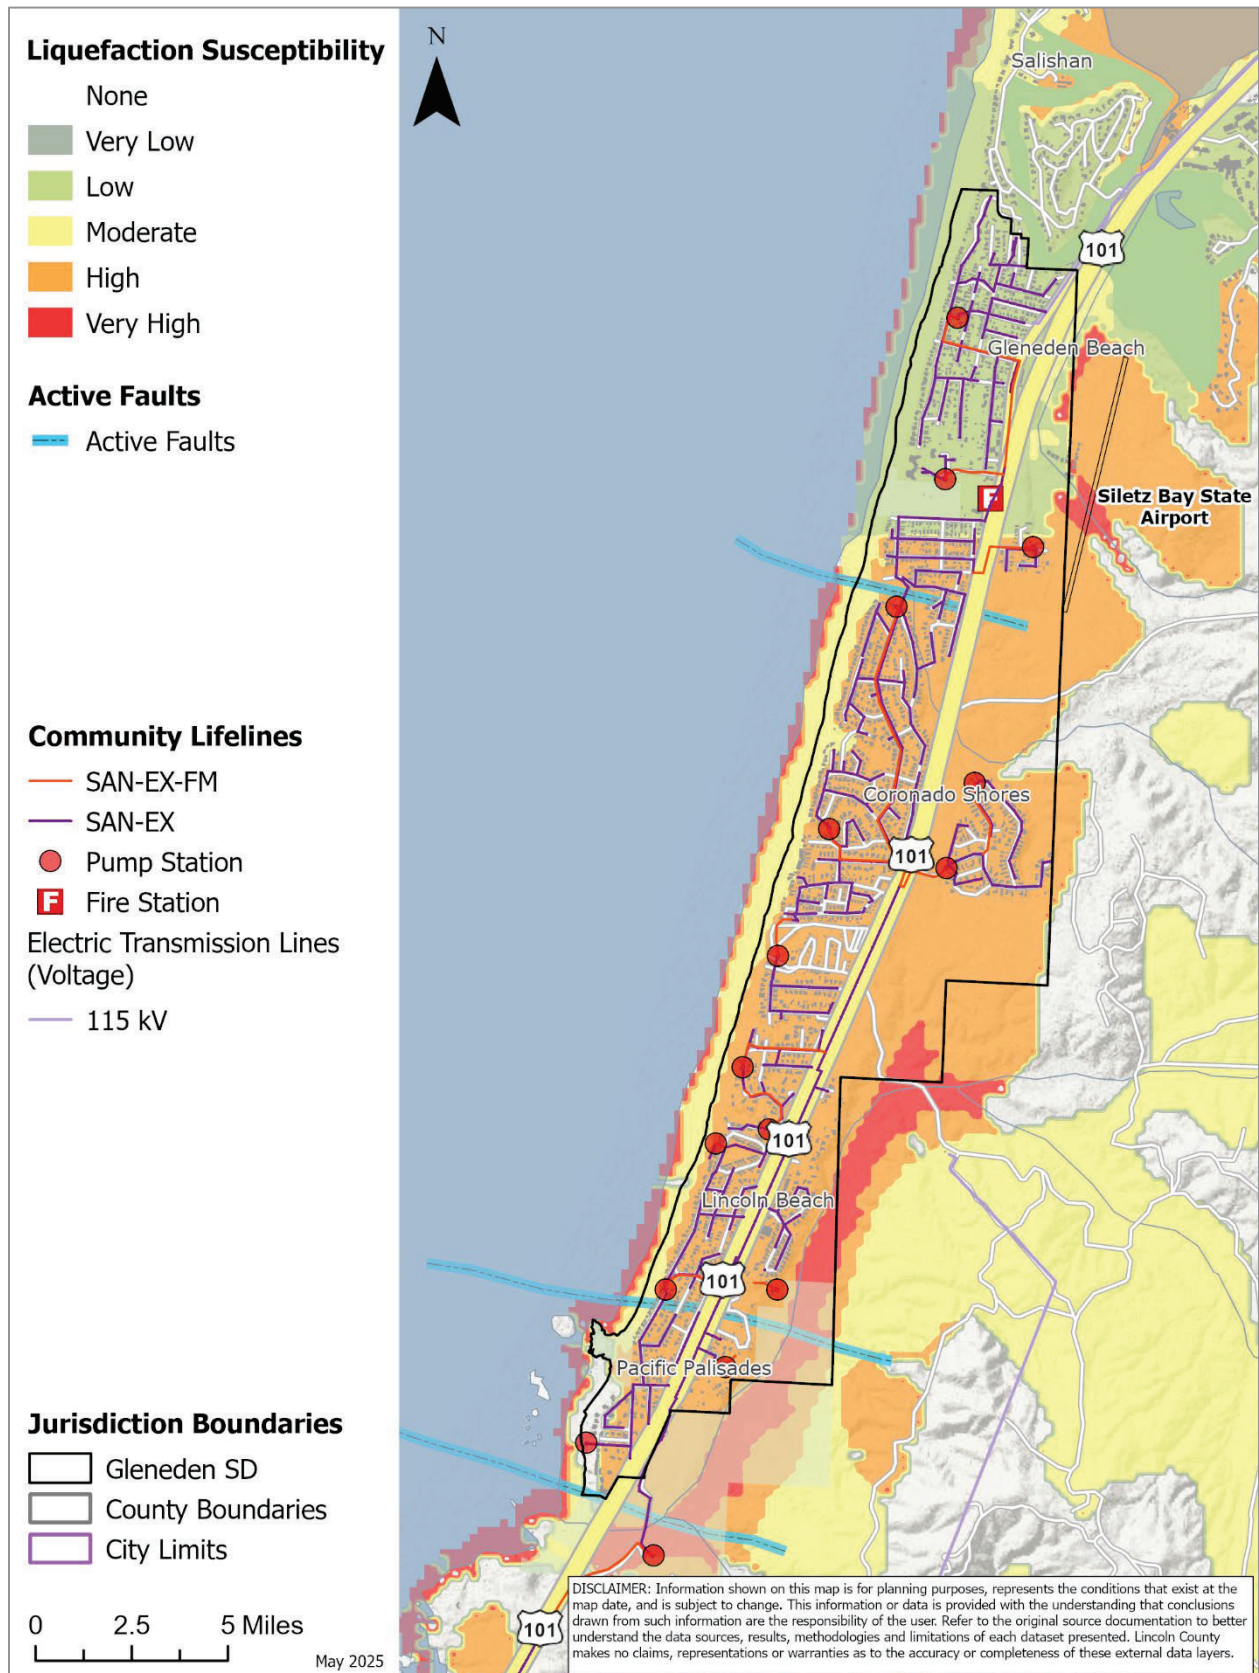 Liquefaction Susceptibility
None
Very Low
Low
Moderate
High
Very High
Active Faults
Active Faults
Community Lifelines
SAN-EX-FM
SAN-EX
Pump Station
F Fire Station
Electric Transmission Lines
(Voltage)
115 kV
Jurisdiction Boundaries
Gleneden SD
County Boundaries
City Limits
0 2.5 5 Miles
May 2025
N
Salishan
101
Gleneden Beach
F
Siletz Bay State
Airport
Coronado Shores
101
101
Lincoln Beach
101
Pacific Palisades
101
DISCLAIMER: Information shown on this map is for planning purposes, represents the conditions that exist at the
map date, and is subject to change. This information or data is provided with the understanding that conclusions
drawn from such information are the responsibility of the user. Refer to the original source documentation to better
understand the data sources, results, methodologies and limitations of each dataset presented. Lincoln County
makes no claims, representations or warranties as to the accuracy or completeness of these external data layers.